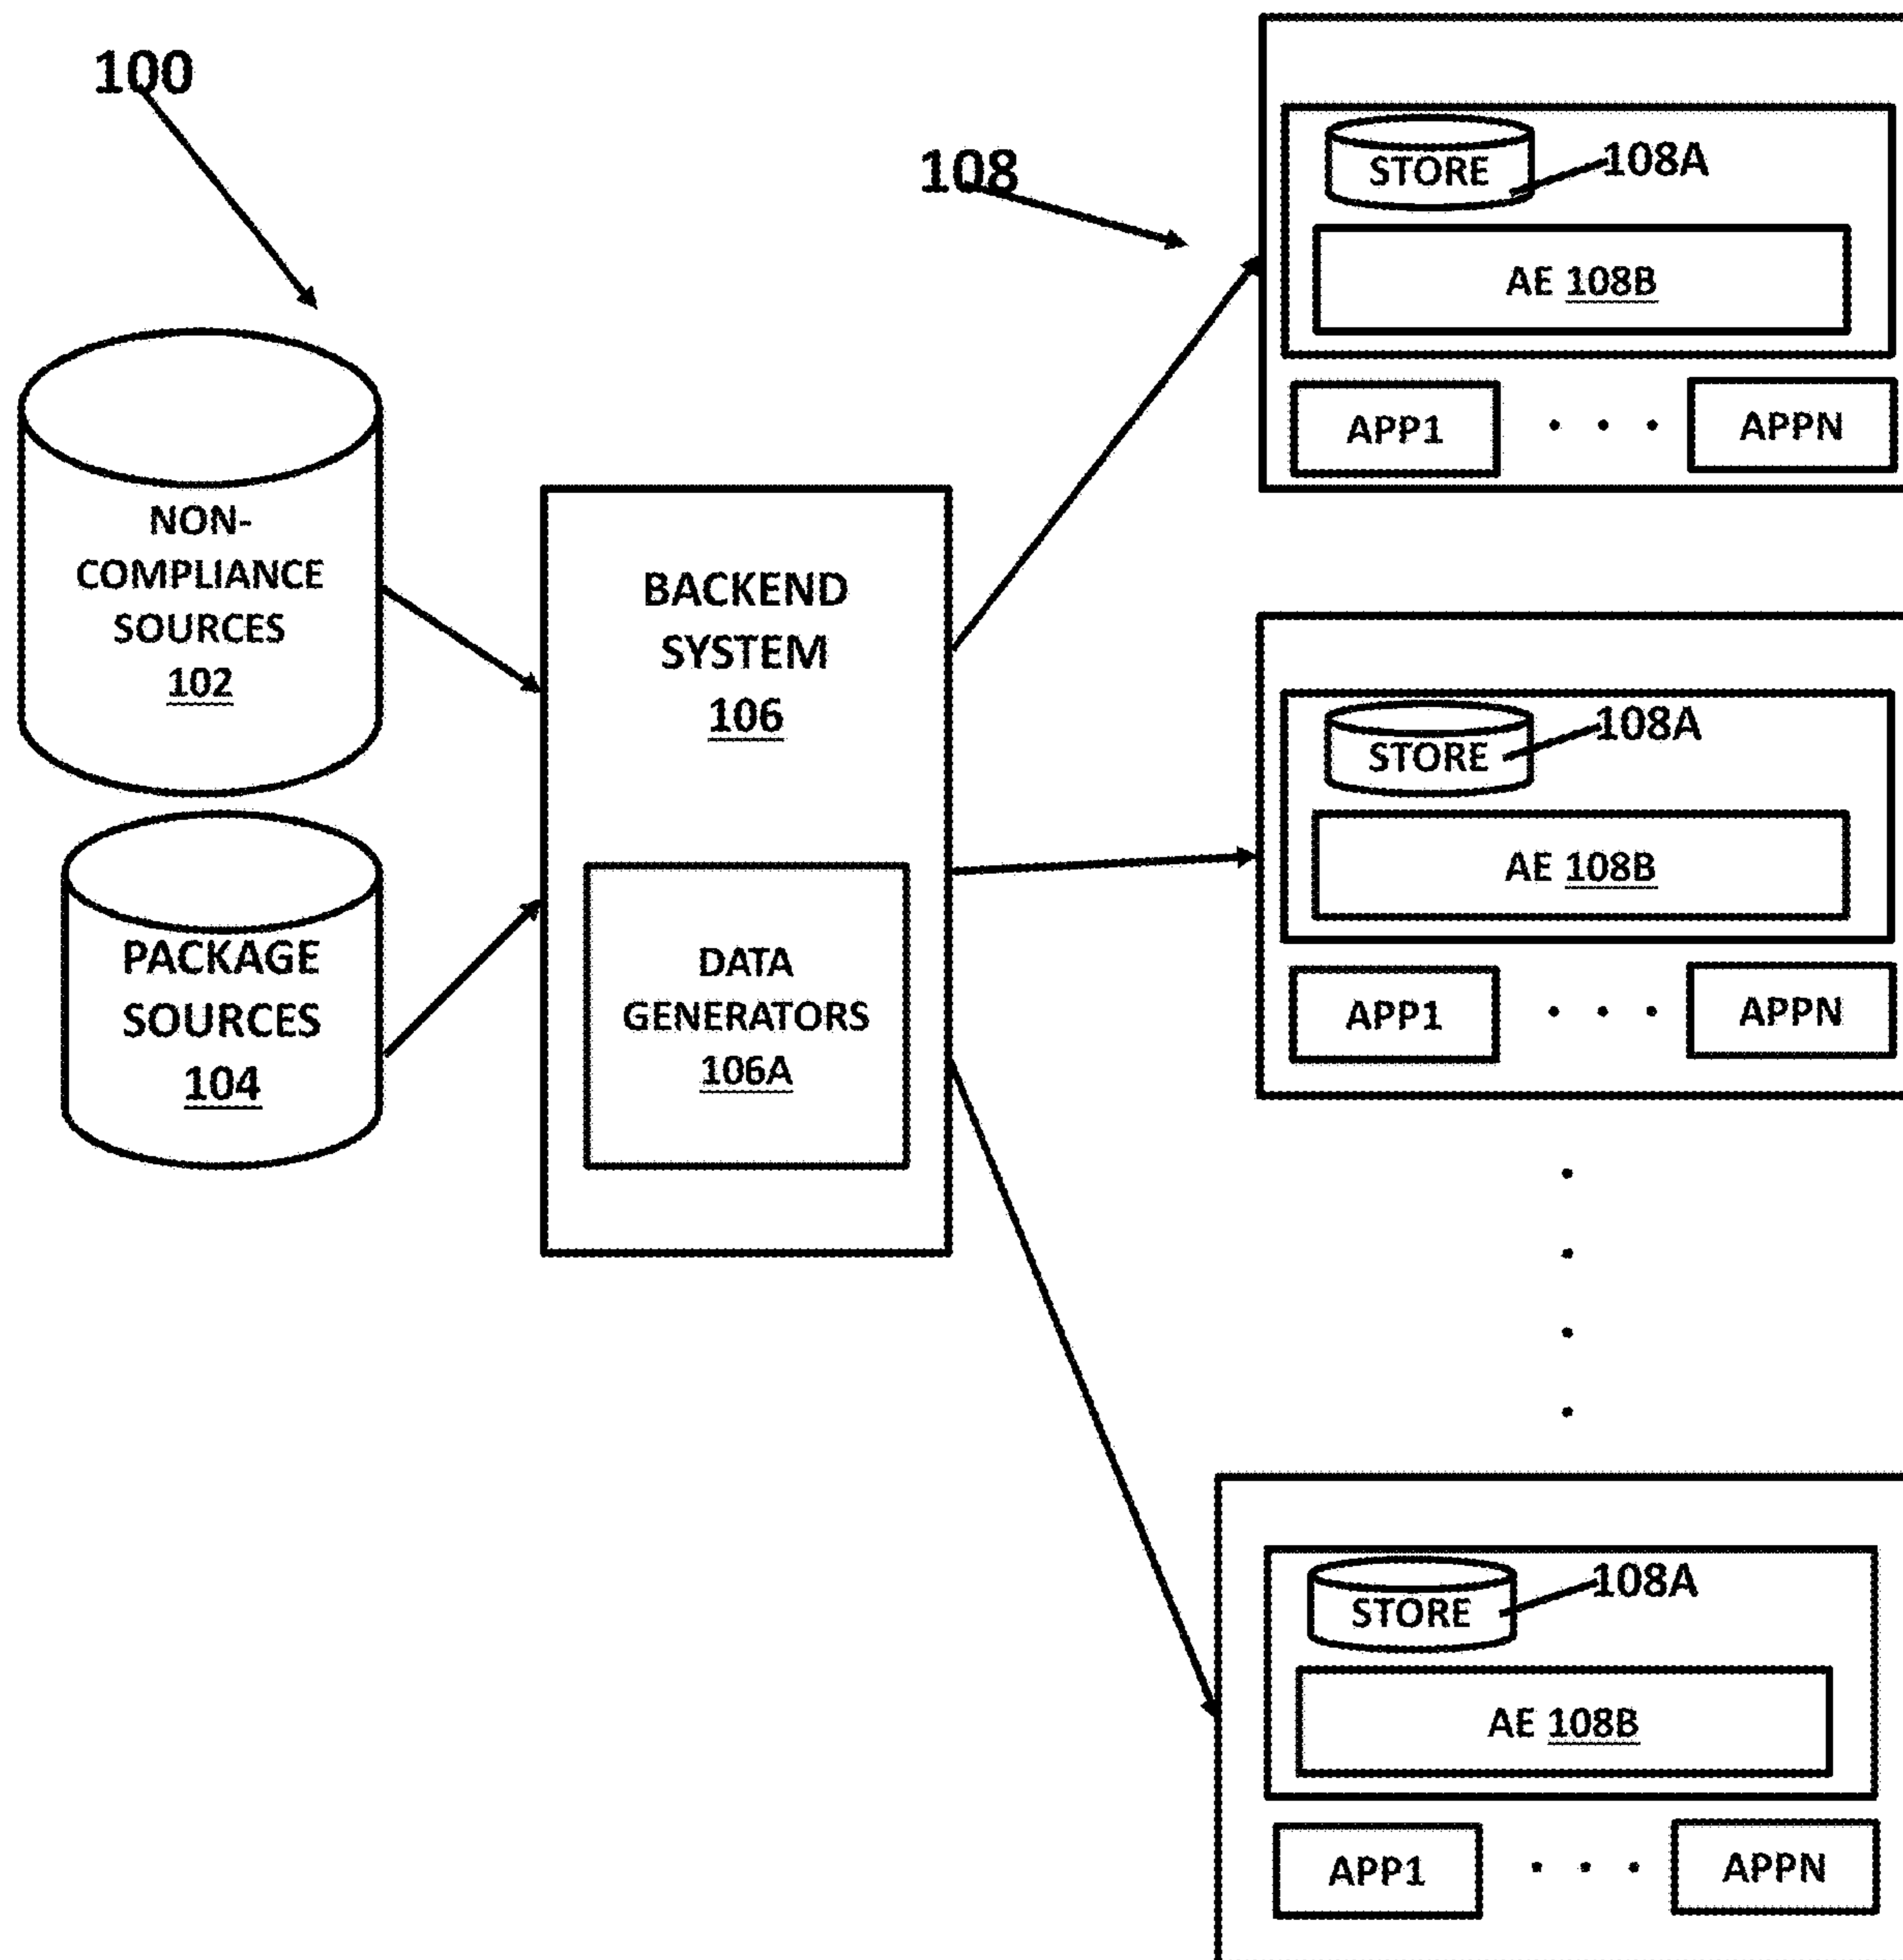 100
108
STORE
108A
AE 108B
APP1
. . .
APPN
NON-
COMPLIANCE
SOURCES
102
BACKEND
SYSTEM
106
STORE
108A
AE 108B
APP1
. . .
APPN
PACKAGE
SOURCES
104
DATA
GENERATORS
106A
STORE
108A
AE 108B
APP1
. . .
APPN